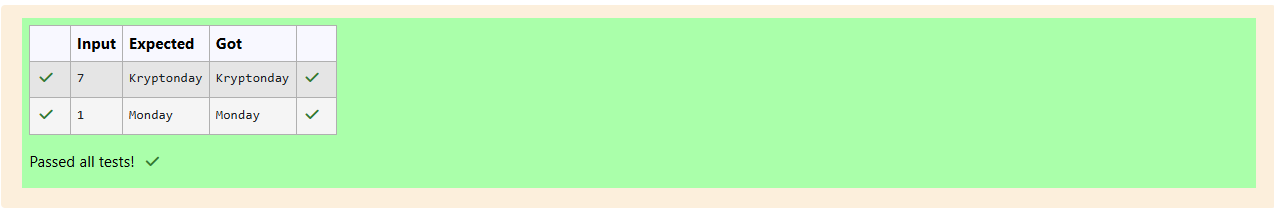 Input Expected Got
7 Kryptonday Kryptonday
1 Monday Monday
Passed all tests!